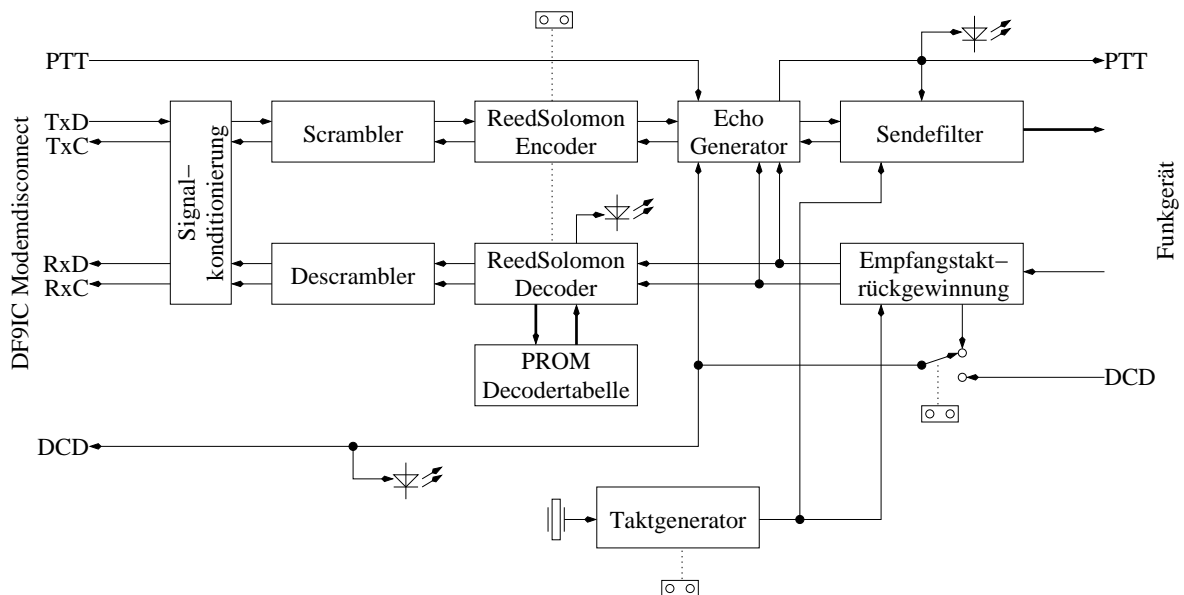 PTT
PTT
TxD
TxC
Signal–
konditionierung
Scrambler
ReedSolomon
Encoder
Echo
Generator
Sendefilter
DF9IC Modemdisconnect
Funkgerät
RxD
RxC
Descrambler
ReedSolomon
Decoder
Empfangstakt–
rückgewinnung
PROM
Decodertabelle
DCD
DCD
Taktgenerator